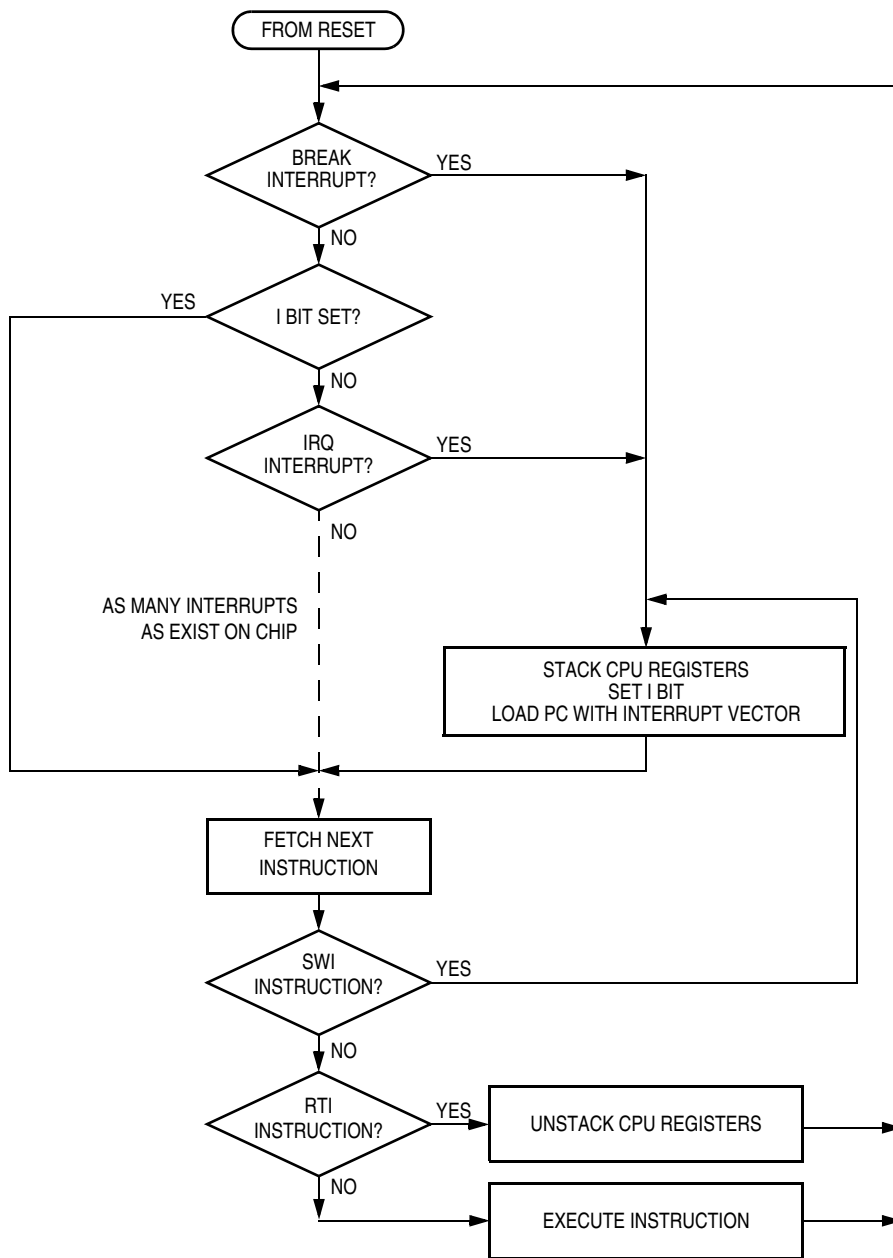 FROM RESET
BREAK
INTERRUPT?
YES
NO
YES
I BIT SET?
NO
IRQ
INTERRUPT?
YES
NO
AS MANY INTERRUPTS
AS EXIST ON CHIP
STACK CPU REGISTERS
SET I BIT
LOAD PC WITH INTERRUPT VECTOR
FETCH NEXT
INSTRUCTION
SWI
INSTRUCTION?
YES
NO
RTI
INSTRUCTION?
YES
UNSTACK CPU REGISTERS
NO
EXECUTE INSTRUCTION